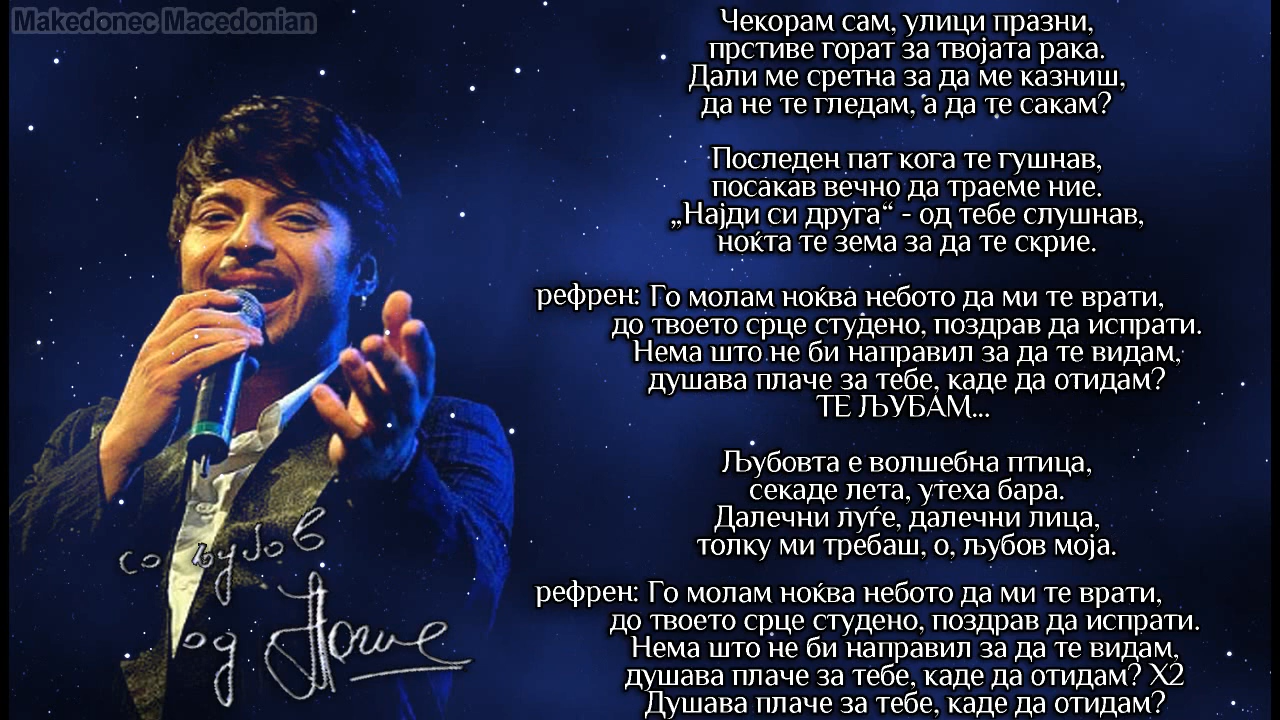 Makedonec Macedonian
Чекорам сам, улици празни,
прстиве горат за твојата рака.
Дали ме сретна за да ме казниш,
да не те гледам, а да те сакам?
Последен пат кога те гушнав,
посакав вечно да траеме ние.
„Најди си друга“ - од тебе слушнав,
ноќта те зема за да те скрие.
рефрен: Го молам ноќва небото да ми те врати,
до твоето срце студено, поздрав да испрати.
Нема што не би направил за да те видам,
душава плаче за тебе, каде да отидам?
ТЕ ЉУБАМ...
Љубовта е волшебна птица,
секаде лета, утеха бара.
Далечни луѓе, далечни лица,
толку ми требаш, о, љубов моја.
рефрен: Го молам ноќва небото да ми те врати,
до твоето срце студено, поздрав да испрати.
Нема што не би направил за да те видам,
душава плаче за тебе, каде да отидам? X2
Душава плаче за тебе, каде да отидам?
со љубов
од Тоше